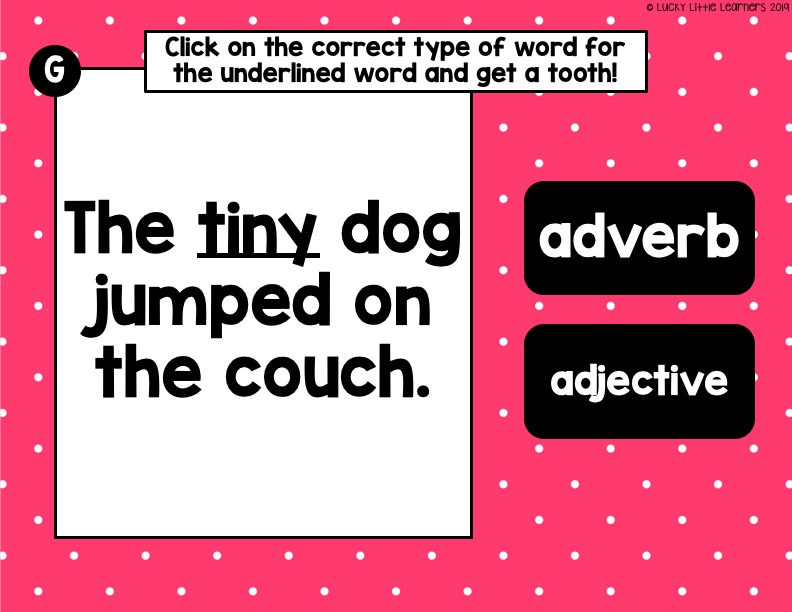 © Lucky Little Learners 2019
Click on the correct type of word for
the underlined word and get a tooth!
G
The tiny dog
jumped on
the couch.
adverb
adjective